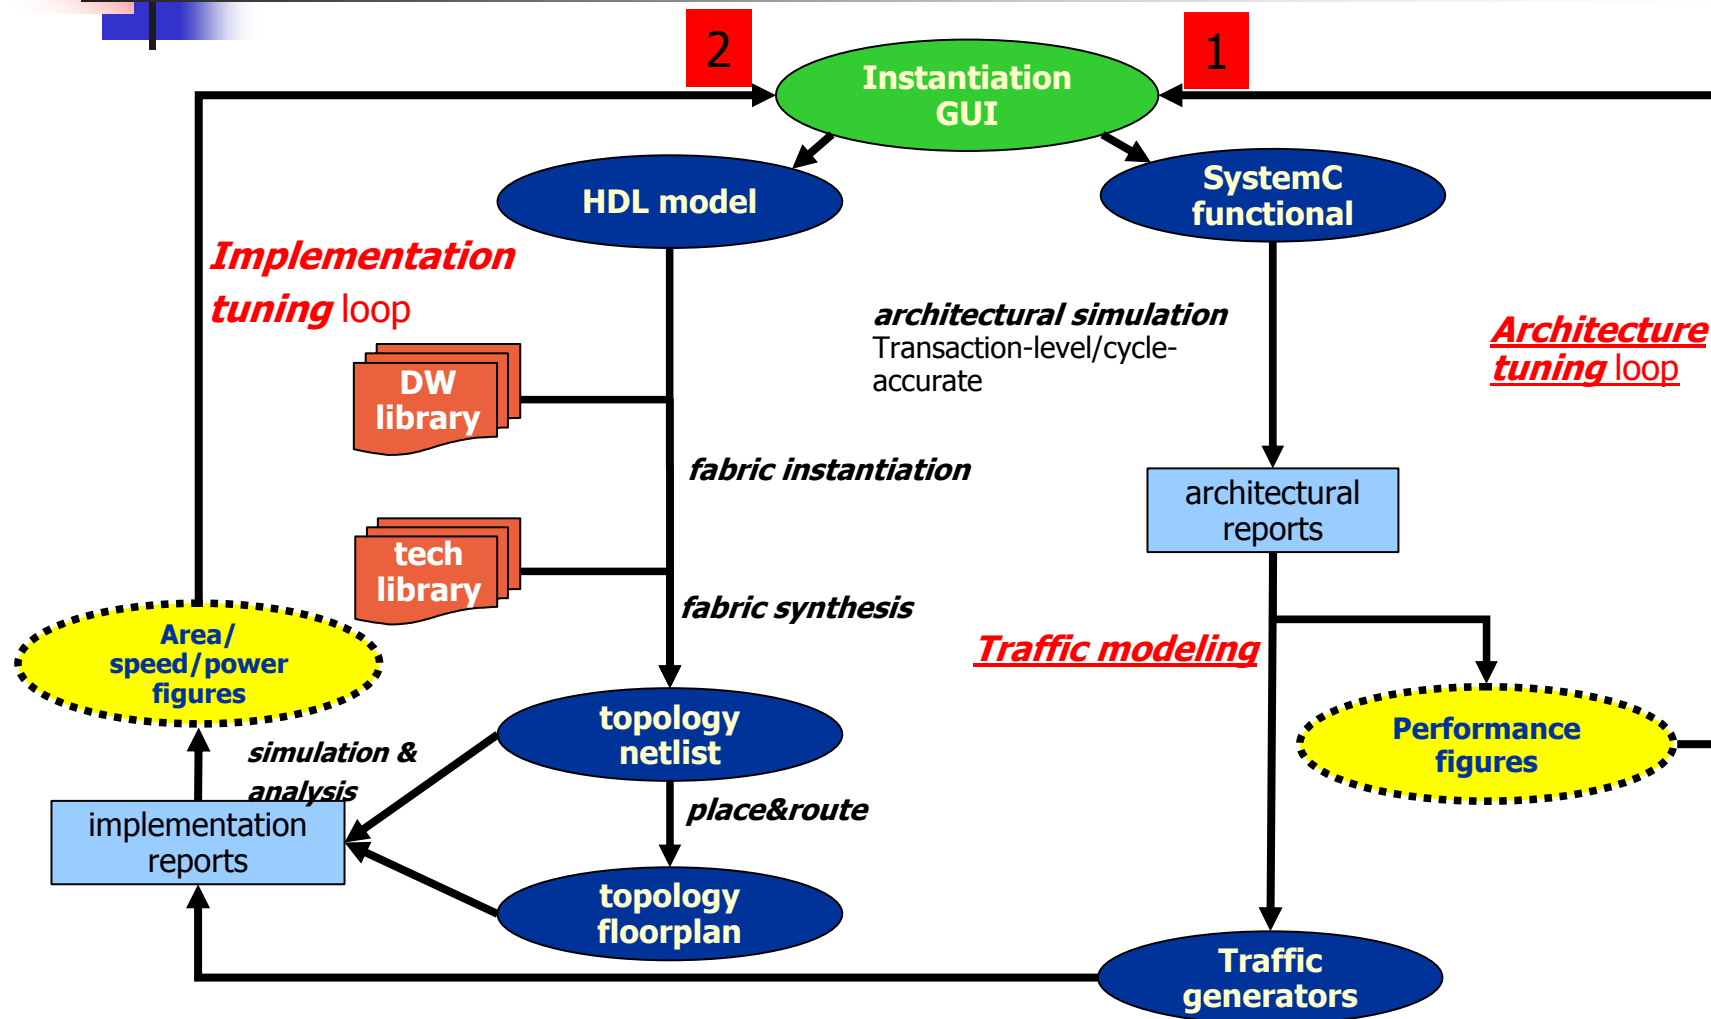 2
1
Instantiation
GUI
HDL model
SystemC
functional
Implementation
tuning loop
architectural simulation
Transaction-level/cycle-
accurate
Architecture
tuning loop
DW
library
fabric instantiation
architectural
reports
tech
library
fabric synthesis
Traffic modeling
Area/
speed/power
figures
topology
netlist
Performance
figures
simulation &
analysis
place&route
implementation
reports
topology
floorplan
Traffic
generators